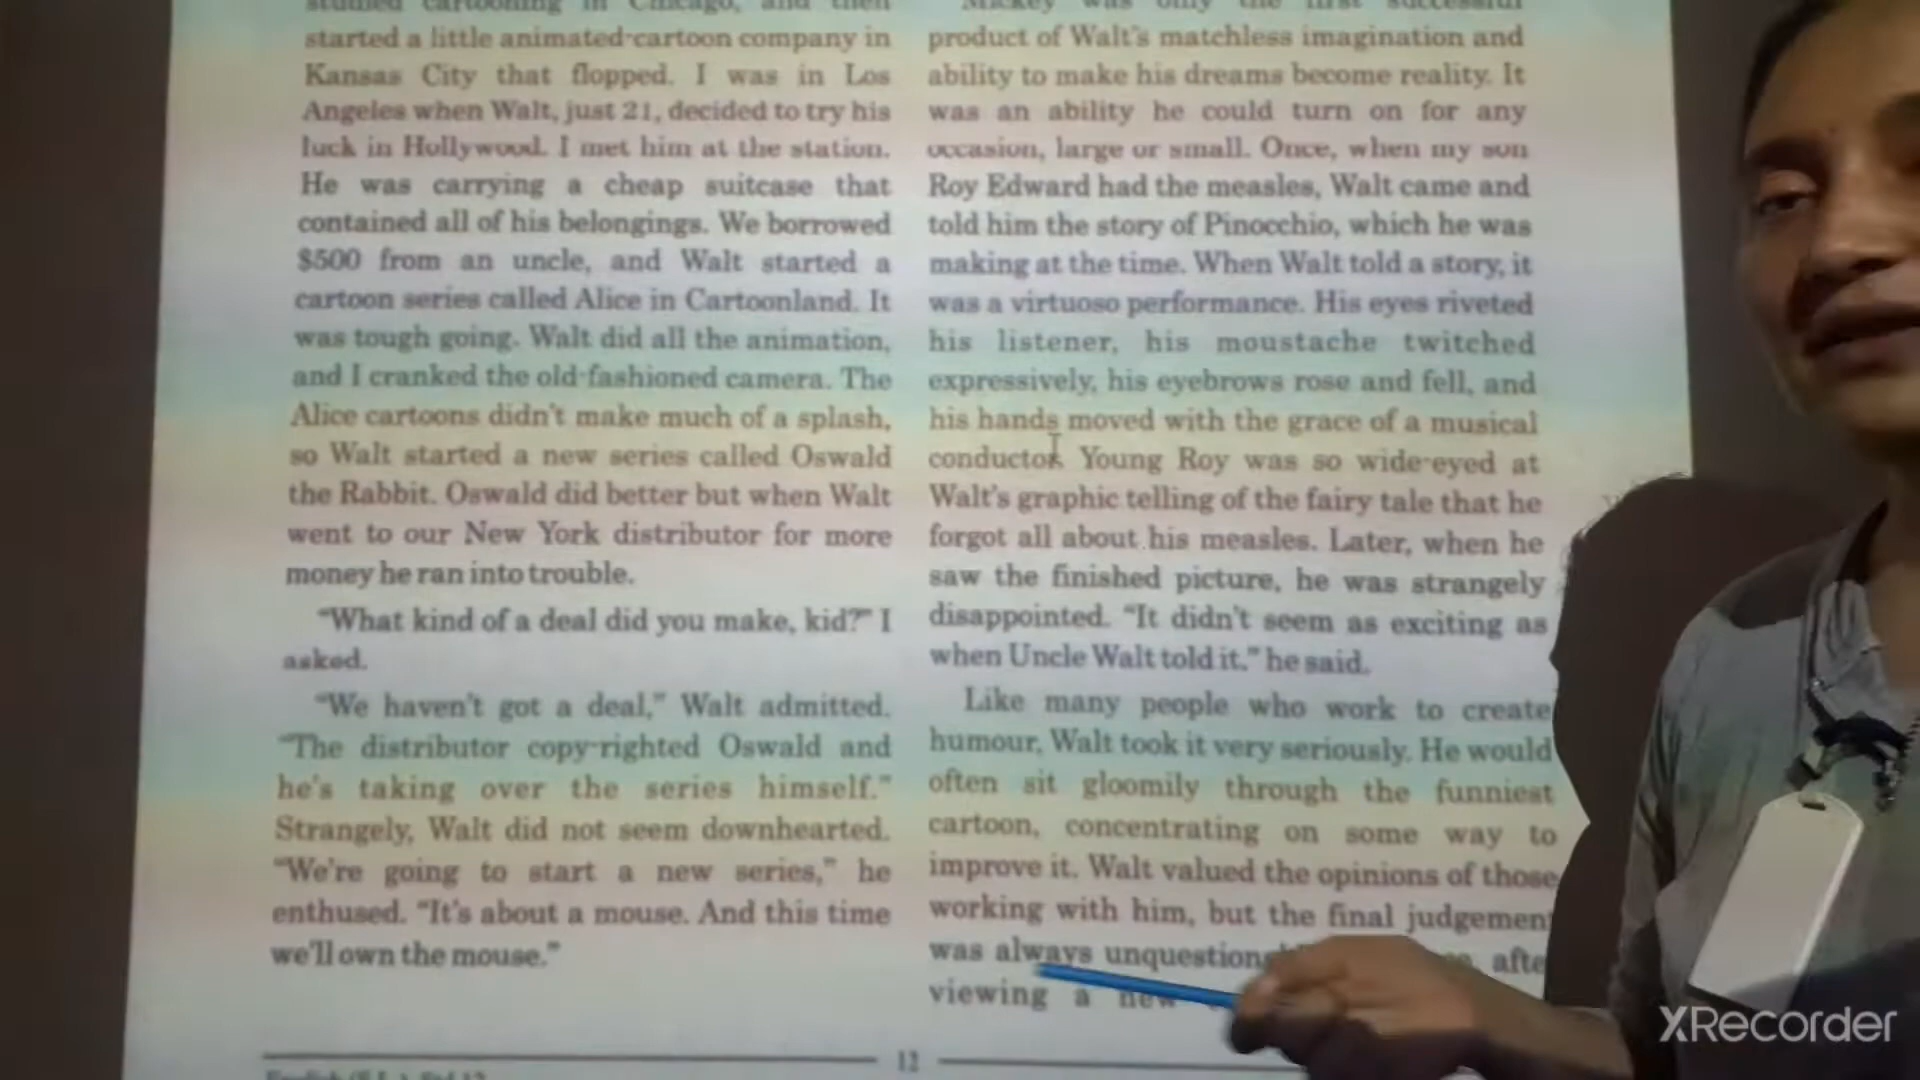 studied cartooning in Chicago, and then
started a little animated-cartoon company in
Kansas City that flopped. I was in Los
Angeles when Walt, just 21, decided to try his
luck in Hollywood. I met him at the station.
He was carrying a cheap suitcase that
contained all of his belongings. We borrowed
$500 from an uncle, and Walt started a
cartoon series called Alice in Cartoonland. It
was tough going. Walt did all the animation,
and I cranked the old-fashioned camera. The
Alice cartoons didn't make much of a splash,
so Walt started a new series called Oswald
the Rabbit. Oswald did better but when Walt
went to our New York distributor for more
money he ran into trouble.
"What kind of a deal did you make, kid?" I
asked.
"We haven't got a deal," Walt admitted.
"The distributor copy-righted Oswald and
he's taking over the series himself."
Strangely, Walt did not seem downhearted.
"We're going to start a new series," he
enthused. "It's about a mouse. And this time
we'll own the mouse."
Mickey was only the first successful
product of Walt's matchless imagination and
ability to make his dreams become reality. It
was an ability he could turn on for any
occasion, large or small. Once, when my son
Roy Edward had the measles, Walt came and
told him the story of Pinocchio, which he was
making at the time. When Walt told a story, it
was a virtuoso performance. His eyes riveted
his listener, his moustache twitched
expressively, his eyebrows rose and fell, and
his hands moved with the grace of a musical
conductor. Young Roy was so wide-eyed at
Walt's graphic telling of the fairy tale that he
forgot all about his measles. Later, when he
saw the finished picture, he was strangely
disappointed. "It didn't seem as exciting as
when Uncle Walt told it," he said.
Like many people who work to create
humour, Walt took it very seriously. He would
often sit gloomily through the funniest
cartoon, concentrating on some way to
improve it. Walt valued the opinions of those
working with him, but the final judgemen
was always unquestion afte
viewing a new
12
XRecorder